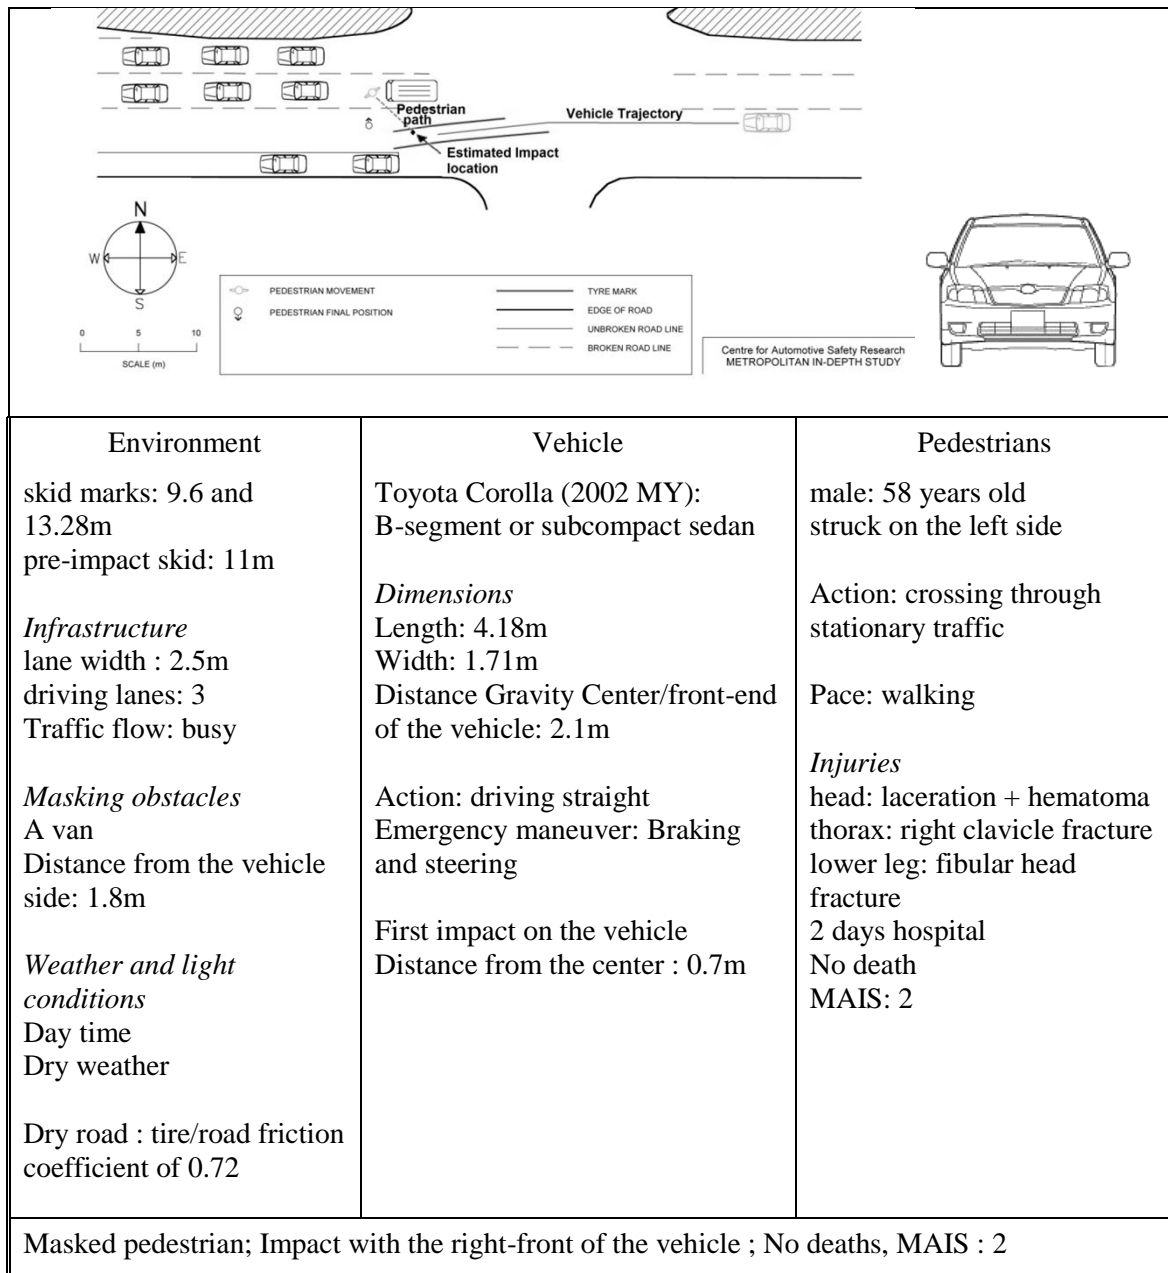 Pedestrian
path
Vehicle Trajectory
Estimated Impact
location
N
W
E
S
PEDESTRIAN MOVEMENT
PEDESTRIAN FINAL POSITION
TYRE MARK
EDGE OF ROAD
UNBROKEN ROAD LINE
BROKEN ROAD LINE
0 5 10
SCALE (m)
Centre for Automotive Safety Research
METROPOLITAN IN-DEPTH STUDY
Environment
skid marks: 9.6 and
13.28m
pre-impact skid: 11m
Infrastructure
lane width : 2.5m
driving lanes: 3
Traffic flow: busy
Masking obstacles
A van
Distance from the vehicle
side: 1.8m
Weather and light
conditions
Day time
Dry weather
Dry road : tire/road friction
coefficient of 0.72
Vehicle
Toyota Corolla (2002 MY):
B-segment or subcompact sedan
Dimensions
Length: 4.18m
Width: 1.71m
Distance Gravity Center/front-end
of the vehicle: 2.1m
Action: driving straight
Emergency maneuver: Braking
and steering
First impact on the vehicle
Distance from the center : 0.7m
Pedestrians
male: 58 years old
struck on the left side
Action: crossing through
stationary traffic
Pace: walking
Injuries
head: laceration + hematoma
thorax: right clavicle fracture
lower leg: fibular head
fracture
2 days hospital
No death
MAIS: 2
Masked pedestrian; Impact with the right-front of the vehicle ; No deaths, MAIS : 2